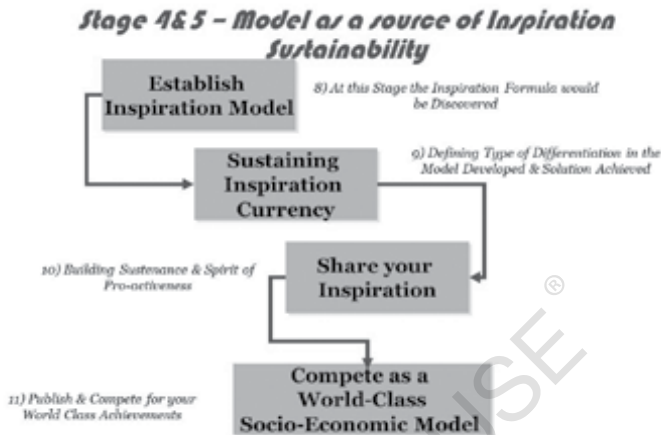 Stage 4&5 – Model as a source of Inspiration
Sustainability
Establish
Inspiration Model
8) At this Stage the Inspiration Formula would
be Discovered
Sustaining
Inspiration
Currency
9) Defining Type of Differentiation in the
Model Developed & Solution Achieved
Share your
Inspiration
10) Building Sustenance & Spirit of
Pro-activeness
Compete as a
World-Class
Socio-Economic Model
11) Publish & Compete for your
World Class Achievements
®